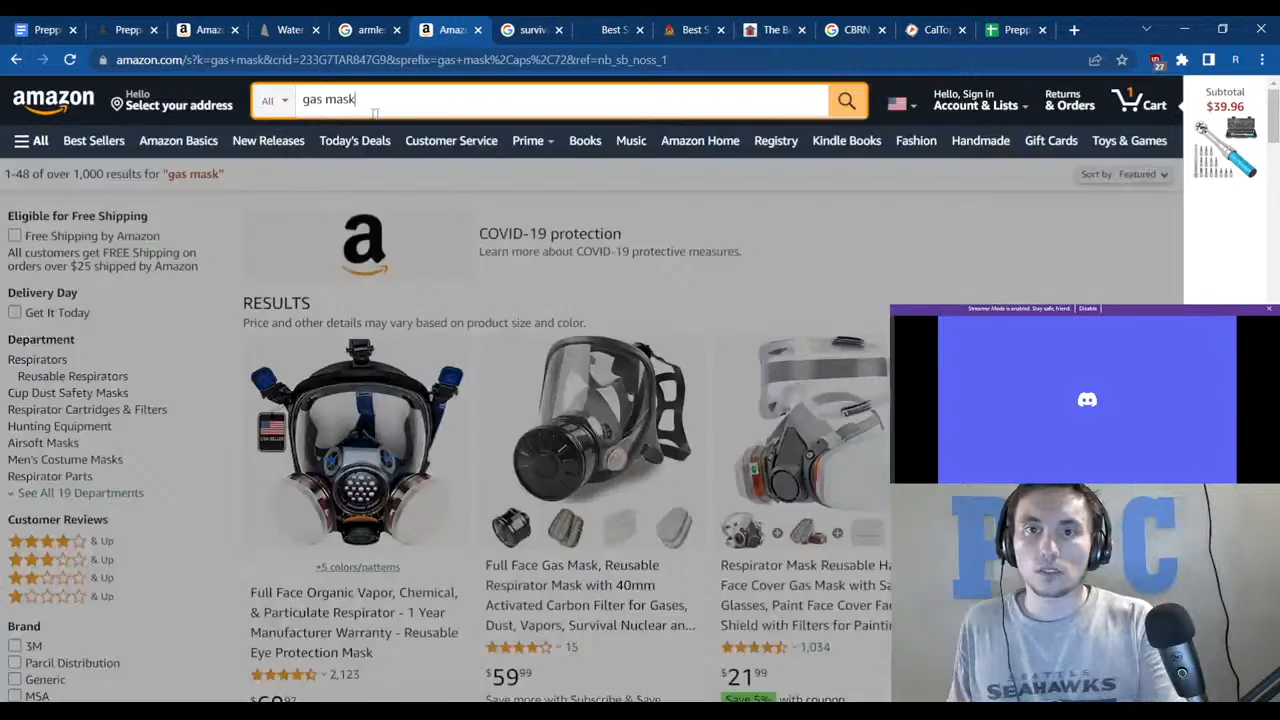 Prepp
Prepp
Amaz
Water
armles
Amaz
surviv
Best S
Best S
The B
CBRN
CalTo
Prepp
amazon.com/s?k=gas+mask&crid=233G7TAR847G9&sprefix=gas+mask%2Caps%2C72&ref=nb_sb_noss_1
27
R
amazon
Hello
Select your address
All
gas mask
Hello, Sign in
Account & Lists
Returns
& Orders
1
Cart
Subtotal
$39.96
All
Best Sellers
Amazon Basics
New Releases
Today's Deals
Customer Service
Prime
Books
Music
Amazon Home
Registry
Kindle Books
Fashion
Handmade
Gift Cards
Toys & Games
1-48 of over 1,000 results for "gas mask"
Sort by Featured
Eligible for Free Shipping
Free Shipping by Amazon
All customers get FREE Shipping on
orders over $25 shipped by Amazon
Delivery Day
Get It Today
Department
Respirators
Reusable Respirators
Cup Dust Safety Masks
Respirator Cartridges & Filters
Hunting Equipment
Airsoft Masks
Men's Costume Masks
Respirator Parts
See All 19 Departments
Customer Reviews
& Up
& Up
& Up
& Up
Brand
3M
Parcil Distribution
Generic
MSA
a
COVID-19 protection
Learn more about COVID-19 protective measures.
RESULTS
Price and other details may vary based on product size and color.
USA SELLER
+5 colors/patterns
Full Face Organic Vapor, Chemical,
& Particulate Respirator - 1 Year
Manufacturer Warranty - Reusable
Eye Protection Mask
2,123
Full Face Gas Mask, Reusable
Respirator Mask with 40mm
Activated Carbon Filter for Gases,
Dust, Vapors, Survival Nuclear an...
15
$59.99
Save more with Subscribe & Save
Respirator Mask Reusable Ha
Face Cover Gas Mask with Sa
Glasses, Paint Face Cover Fa
Shield with Filters for Paintin
1,034
$21.99
Save 5% with coupon
Streamer Mode is enabled. Stay safe, friend. Disable
P C
SEATTLE
SEAHAWKS